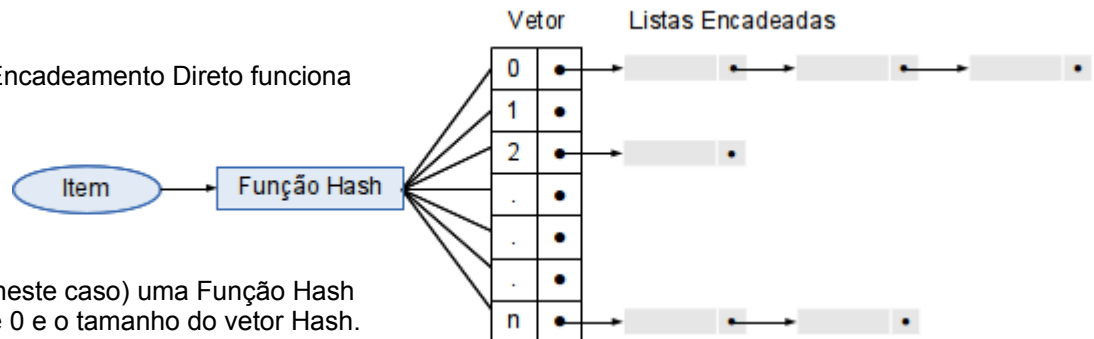 Vetor Listas Encadeadas
Encadeamento Direto funciona
0
1
2
Item Função Hash
.
.
.
neste caso) uma Função Hash
e 0 e o tamanho do vetor Hash.
n